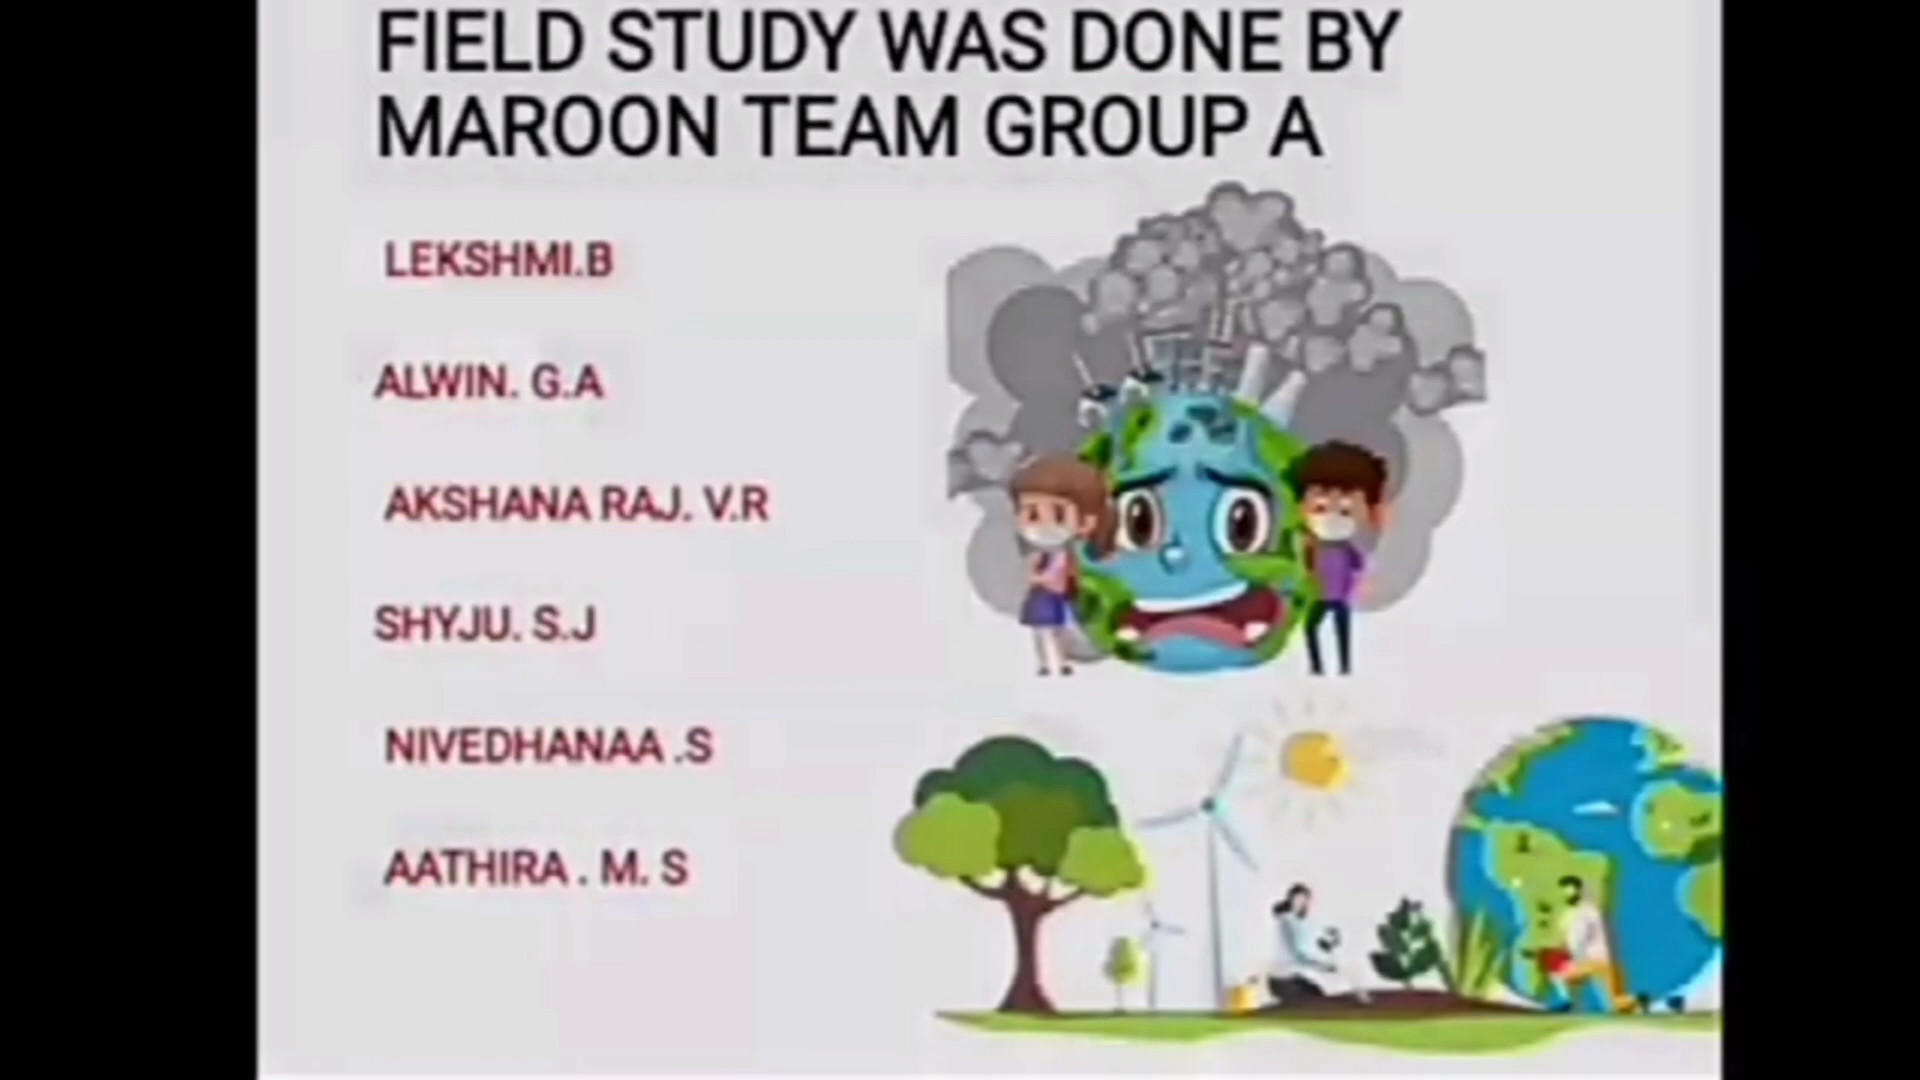 FIELD STUDY WAS DONE BY
MAROON TEAM GROUP A
LEKSHMI.B
ALWIN. G.A
AKSHANA RAJ. V.R
SHYJU. S.J
NIVEDHANAA .S
AATHIRA . M. S